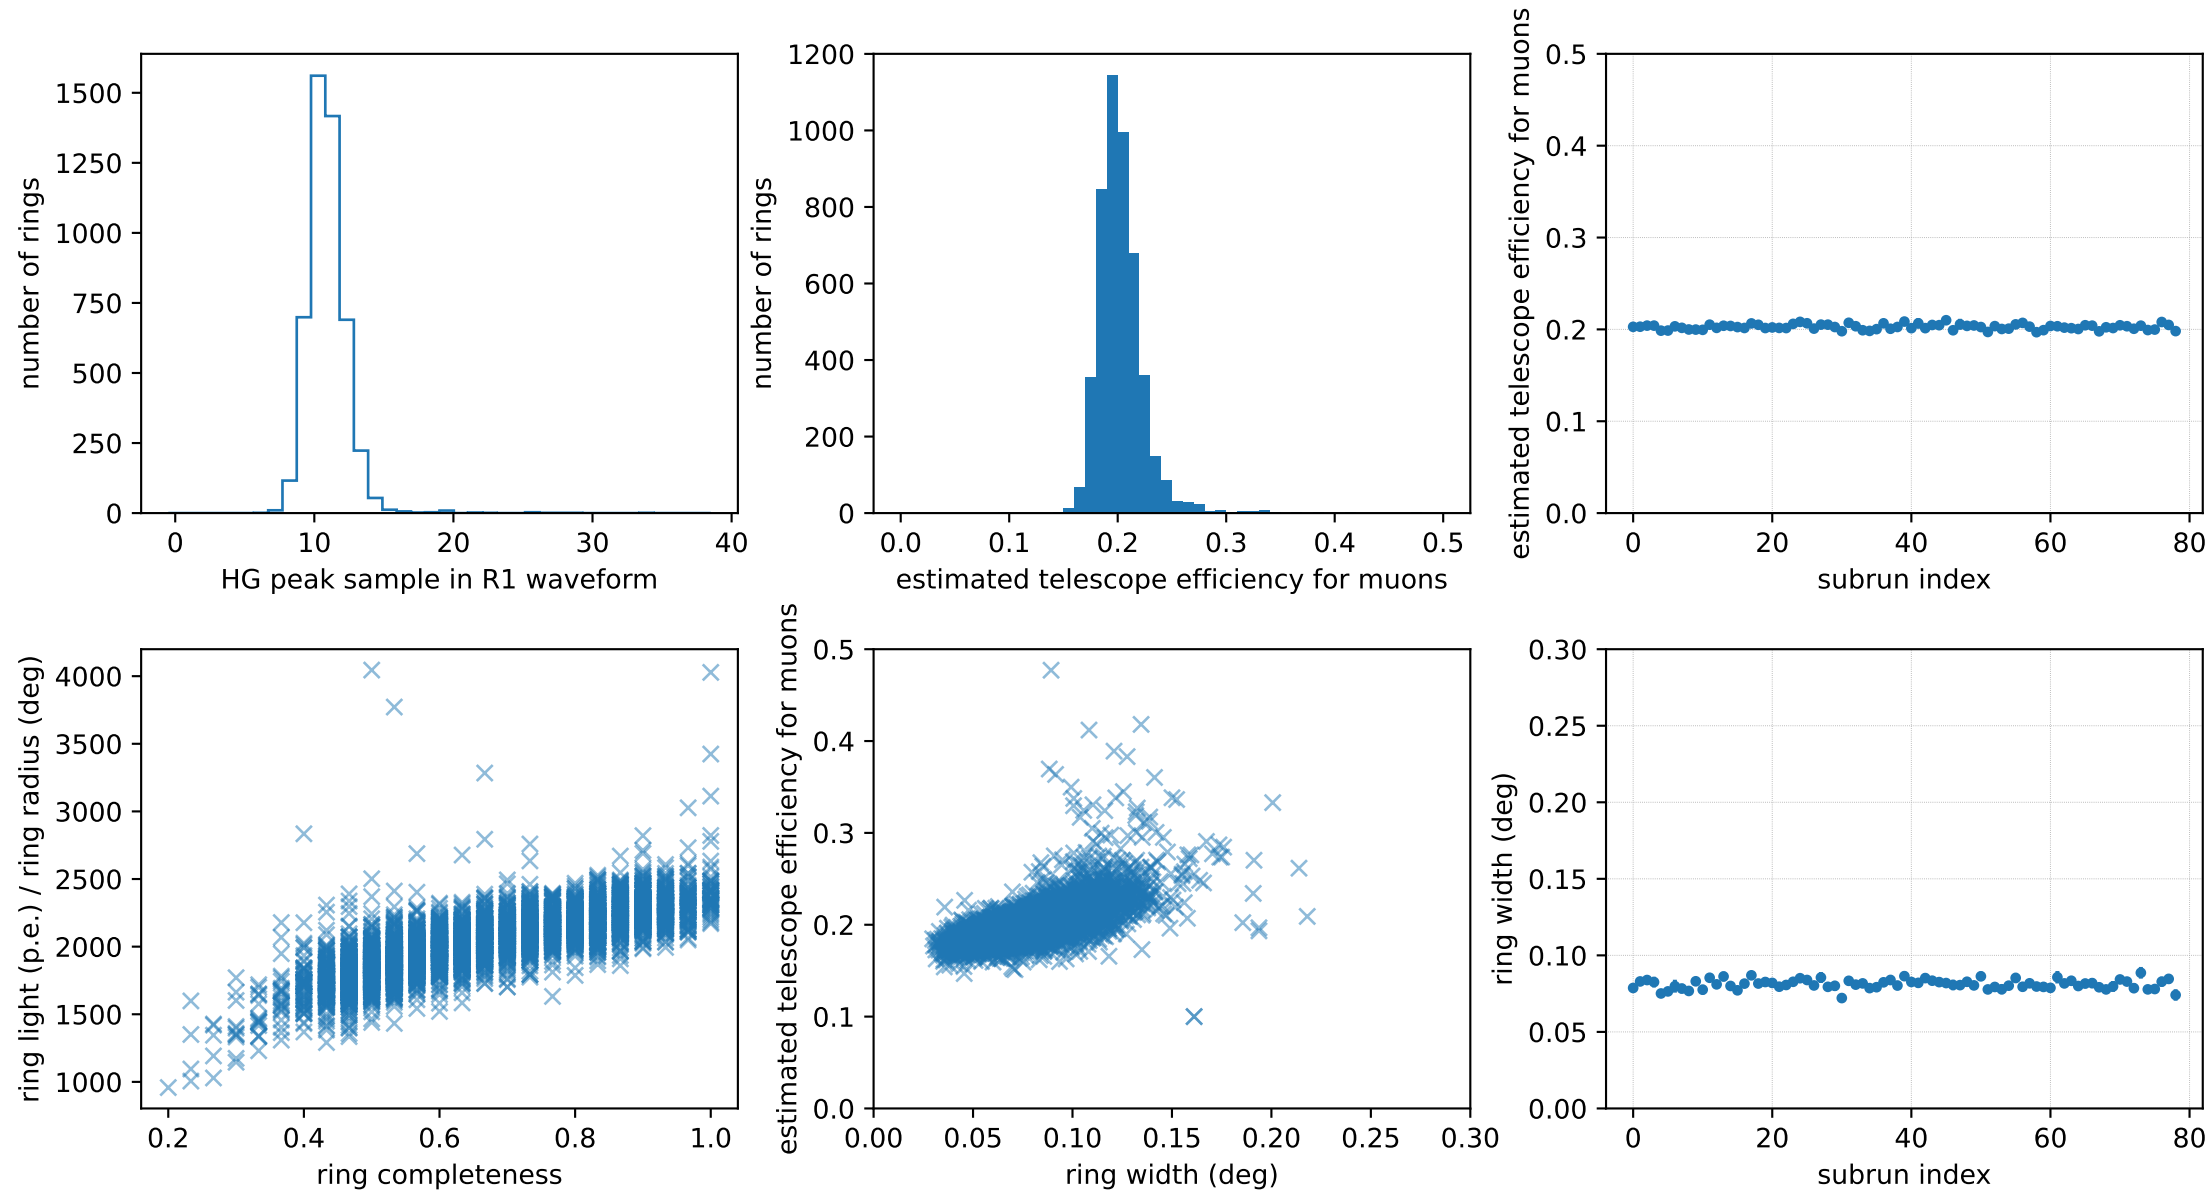 number of rings
1500
1250
1000
750
500
250
0
0 10 20 30 40
HG peak sample in R1 waveform
number of rings
1200
1000
800
600
400
200
0
0.0 0.1 0.2 0.3 0.4 0.5
estimated telescope efficiency for muons
estimated telescope efficiency for muons
0.5
0.4
0.3
0.2
0.1
0.0
0 20 40 60 80
subrun index
ring light (p.e.) / ring radius (deg)
4000
3500
3000
2500
2000
1500
1000
0.2 0.4 0.6 0.8 1.0
ring completeness
estimated telescope efficiency for muons
0.5
0.4
0.3
0.2
0.1
0.0
0.00 0.05 0.10 0.15 0.20 0.25 0.30
ring width (deg)
ring width (deg)
0.30
0.25
0.20
0.15
0.10
0.05
0.00
0 20 40 60 80
subrun index